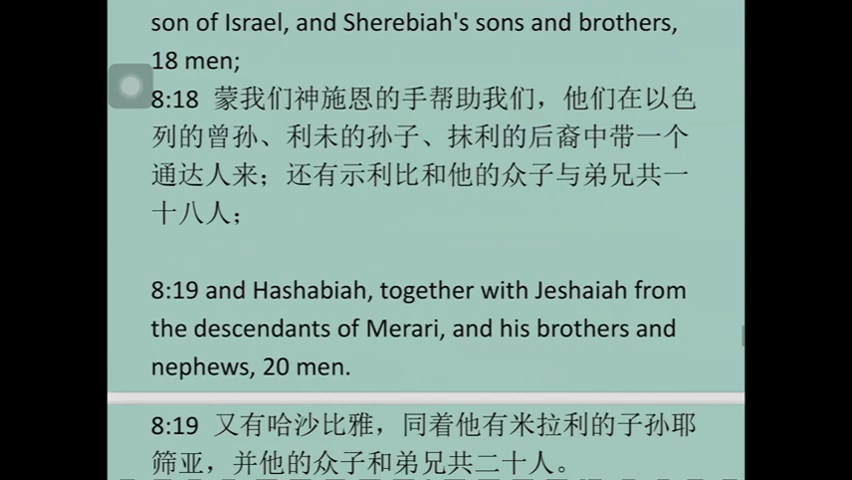 son of Israel, and Sherebiah's sons and brothers,
18 men;
8:18 蒙我们神施恩的手帮助我们，他们在以色
列的曾孙、利未的孙子、抹利的后裔中带一个
通达人来；还有示利比和他的众子与弟兄共一
十八人；
8:19 and Hashabiah, together with Jeshaiah from
the descendants of Merari, and his brothers and
nephews, 20 men.
8:19 又有哈沙比雅，同着他有米拉利的子孙耶
筛亚，并他的众子和弟兄共二十人。